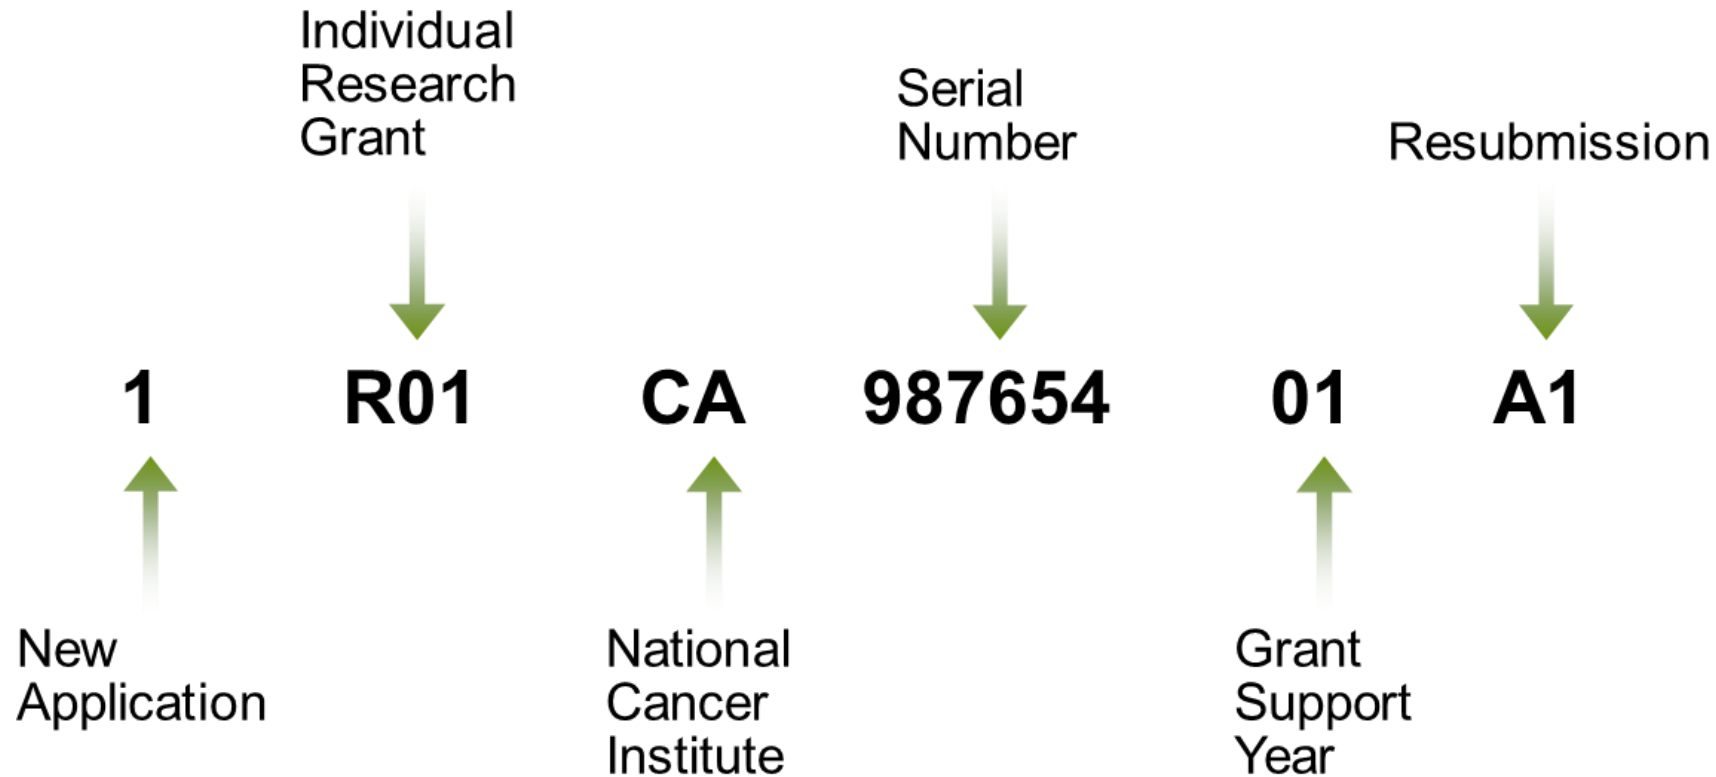 Individual
Research
Grant
Serial
Number
Resubmission
1 R01 CA 987654 01 A1
New
Application
National
Cancer
Institute
Grant
Support
Year